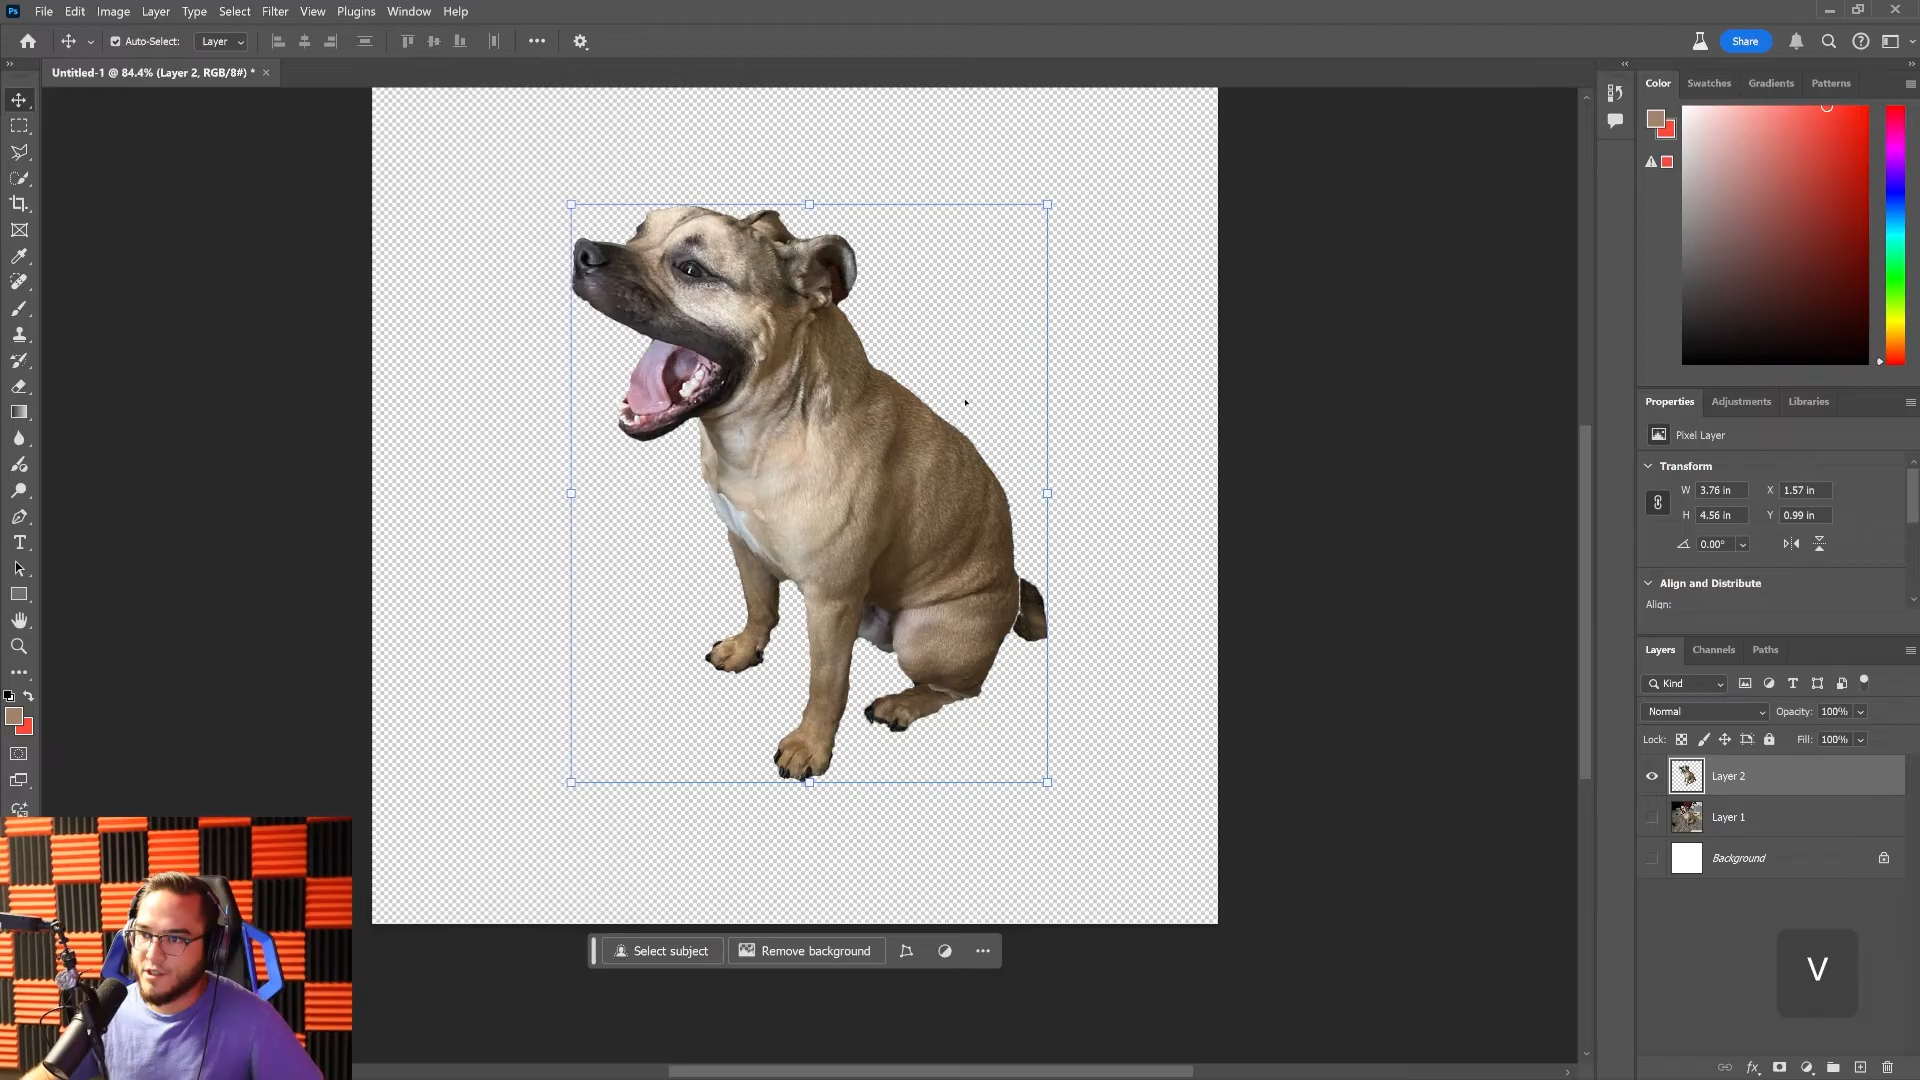 Ps File Edit Image Layer Type Select Filter View Plugins Window Help
Auto-Select: Layer Share
Untitled-1 @ 84.4% (Layer 2, RGB/8#) *
Color Swatches Gradients Patterns
Properties Adjustments Libraries
Pixel Layer
Transform
W 3.76 in X 1.57 in
H 4.56 in Y 0.99 in
0.00°
Align and Distribute
Align:
Layers Channels Paths
Kind
Normal Opacity: 100%
Lock: Fill: 100%
Layer 2
Layer 1
Background
Select subject Remove background
V
fx